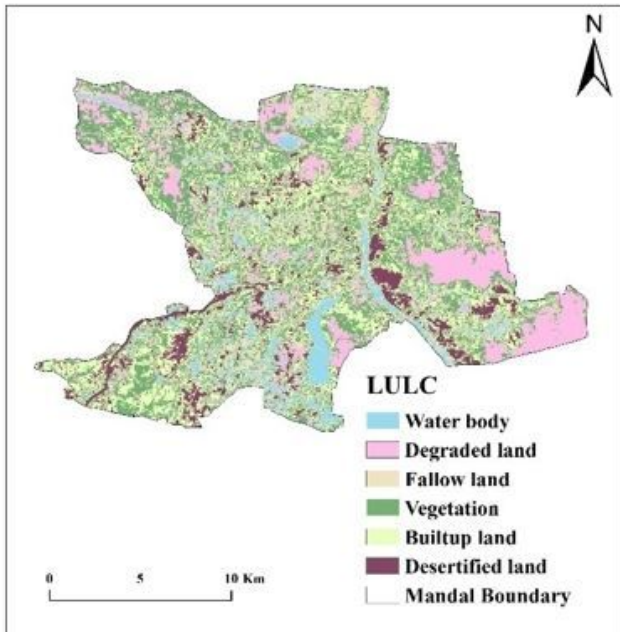 N
LULC
Water body
Degraded land
Fallow land
Vegetation
Builtup land
Desertified land
Mandal Boundary
0 5 10 Km